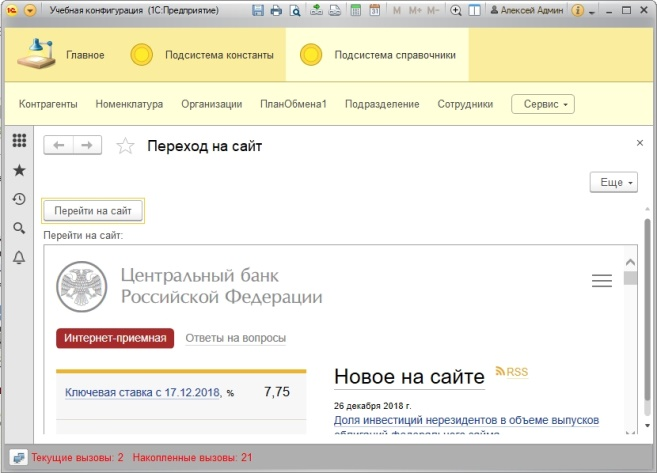 Учебная конфигурация (1С:Предприятие)
M M+ M-
Алексей Админ
Главное
Подсистема константы
Подсистема справочники
Контрагенты
Номенклатура
Организации
ПланОбмена1
Подразделение
Сотрудники
Сервис
Переход на сайт
Еще
Перейти на сайт
Перейти на сайт:
Центральный банк
Российской Федерации
Интернет-приемная
Ответы на вопросы
Ключевая ставка с 17.12.2018, % 7,75
Новое на сайте
RSS
26 декабря 2018 г.
Доля инвестиций нерезидентов в объеме выпусков
облигаций федерального займа
Текущие вызовы: 2 Накопленные вызовы: 21